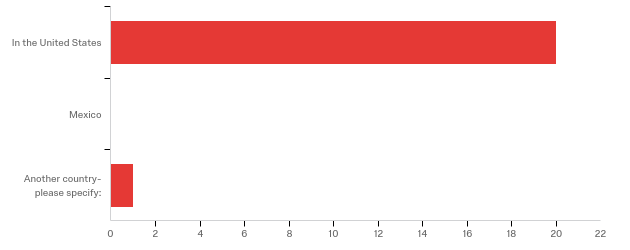 In the United States
Mexico
Another country-
please specify:
0 2 4 6 8 10 12 14 16 18 20 22